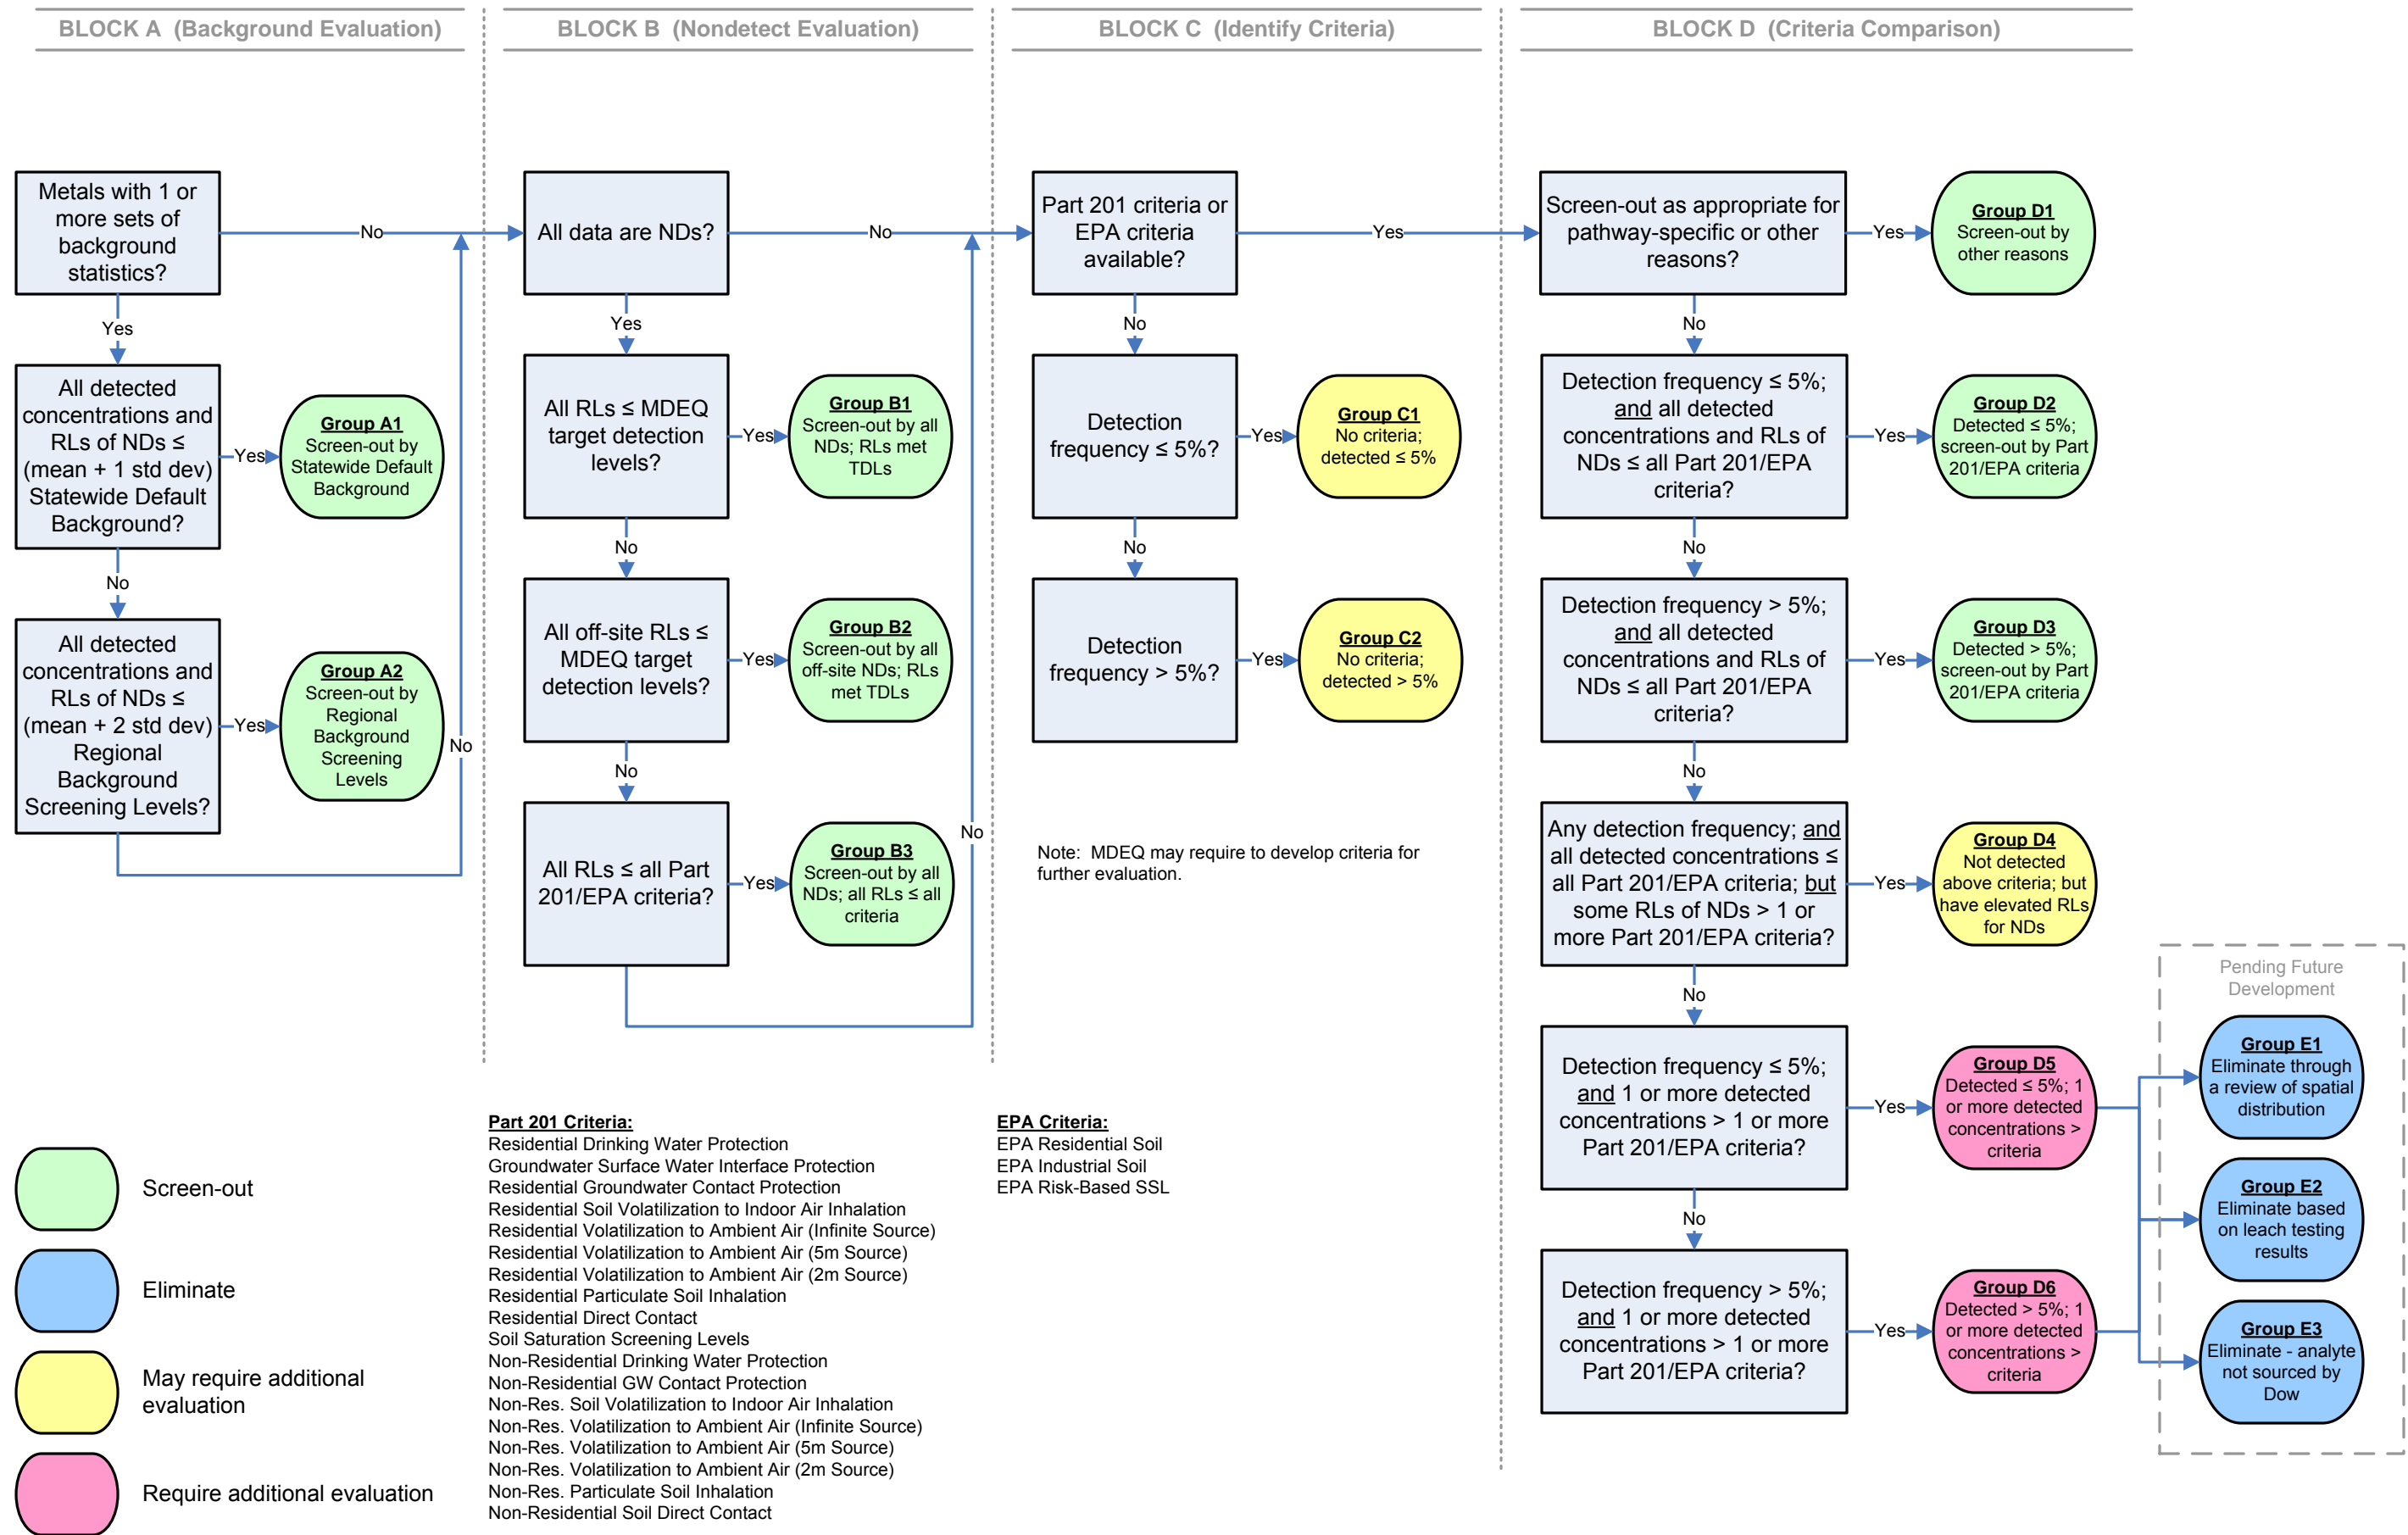 BLOCK A (Background Evaluation)
BLOCK B (Nondetect Evaluation)
BLOCK C (Identify Criteria)
BLOCK D (Criteria Comparison)
Metals with 1 or
more sets of
background
statistics?
No
Yes
All detected
concentrations and
RLs of NDs ≤
(mean + 1 std dev)
Statewide Default
Background?
Yes
Group A1
Screen-out by
Statewide Default
Background
No
All detected
concentrations and
RLs of NDs ≤
(mean + 2 std dev)
Regional
Background
Screening Levels?
Yes
Group A2
Screen-out by
Regional
Background
Screening
Levels
No
All data are NDs?
No
Yes
All RLs ≤ MDEQ
target detection
levels?
Yes
Group B1
Screen-out by all
NDs; RLs met
TDLs
No
All off-site RLs ≤
MDEQ target
detection levels?
Yes
Group B2
Screen-out by all
off-site NDs; RLs
met TDLs
No
All RLs ≤ all Part
201/EPA criteria?
Yes
Group B3
Screen-out by all
NDs; all RLs ≤ all
criteria
No
Part 201 criteria or
EPA criteria
available?
Yes
No
Detection
frequency ≤ 5%?
Yes
Group C1
No criteria;
detected ≤ 5%
No
Detection
frequency > 5%?
Yes
Group C2
No criteria;
detected > 5%
Note: MDEQ may require to develop criteria for
further evaluation.
Screen-out as appropriate for
pathway-specific or other
reasons?
Yes
Group D1
Screen-out by
other reasons
No
Detection frequency ≤ 5%;
and all detected
concentrations and RLs of
NDs ≤ all Part 201/EPA
criteria?
Yes
Group D2
Detected ≤ 5%;
screen-out by Part
201/EPA criteria
No
Detection frequency > 5%;
and all detected
concentrations and RLs of
NDs ≤ all Part 201/EPA
criteria?
Yes
Group D3
Detected > 5%;
screen-out by Part
201/EPA criteria
No
Any detection frequency; and
all detected concentrations ≤
all Part 201/EPA criteria; but
some RLs of NDs > 1 or
more Part 201/EPA criteria?
Yes
Group D4
Not detected
above criteria; but
have elevated RLs
for NDs
No
Detection frequency ≤ 5%;
and 1 or more detected
concentrations > 1 or more
Part 201/EPA criteria?
Yes
Group D5
Detected ≤ 5%; 1
or more detected
concentrations >
criteria
No
Detection frequency > 5%;
and 1 or more detected
concentrations > 1 or more
Part 201/EPA criteria?
Yes
Group D6
Detected > 5%; 1
or more detected
concentrations >
criteria
Pending Future
Development
Group E1
Eliminate through
a review of spatial
distribution
Group E2
Eliminate based
on leach testing
results
Group E3
Eliminate - analyte
not sourced by
Dow
Screen-out
Eliminate
May require additional
evaluation
Require additional evaluation
Part 201 Criteria:
Residential Drinking Water Protection
Groundwater Surface Water Interface Protection
Residential Groundwater Contact Protection
Residential Soil Volatilization to Indoor Air Inhalation
Residential Volatilization to Ambient Air (Infinite Source)
Residential Volatilization to Ambient Air (5m Source)
Residential Volatilization to Ambient Air (2m Source)
Residential Particulate Soil Inhalation
Residential Direct Contact
Soil Saturation Screening Levels
Non-Residential Drinking Water Protection
Non-Residential GW Contact Protection
Non-Res. Soil Volatilization to Indoor Air Inhalation
Non-Res. Volatilization to Ambient Air (Infinite Source)
Non-Res. Volatilization to Ambient Air (5m Source)
Non-Res. Volatilization to Ambient Air (2m Source)
Non-Res. Particulate Soil Inhalation
Non-Residential Soil Direct Contact
EPA Criteria:
EPA Residential Soil
EPA Industrial Soil
EPA Risk-Based SSL